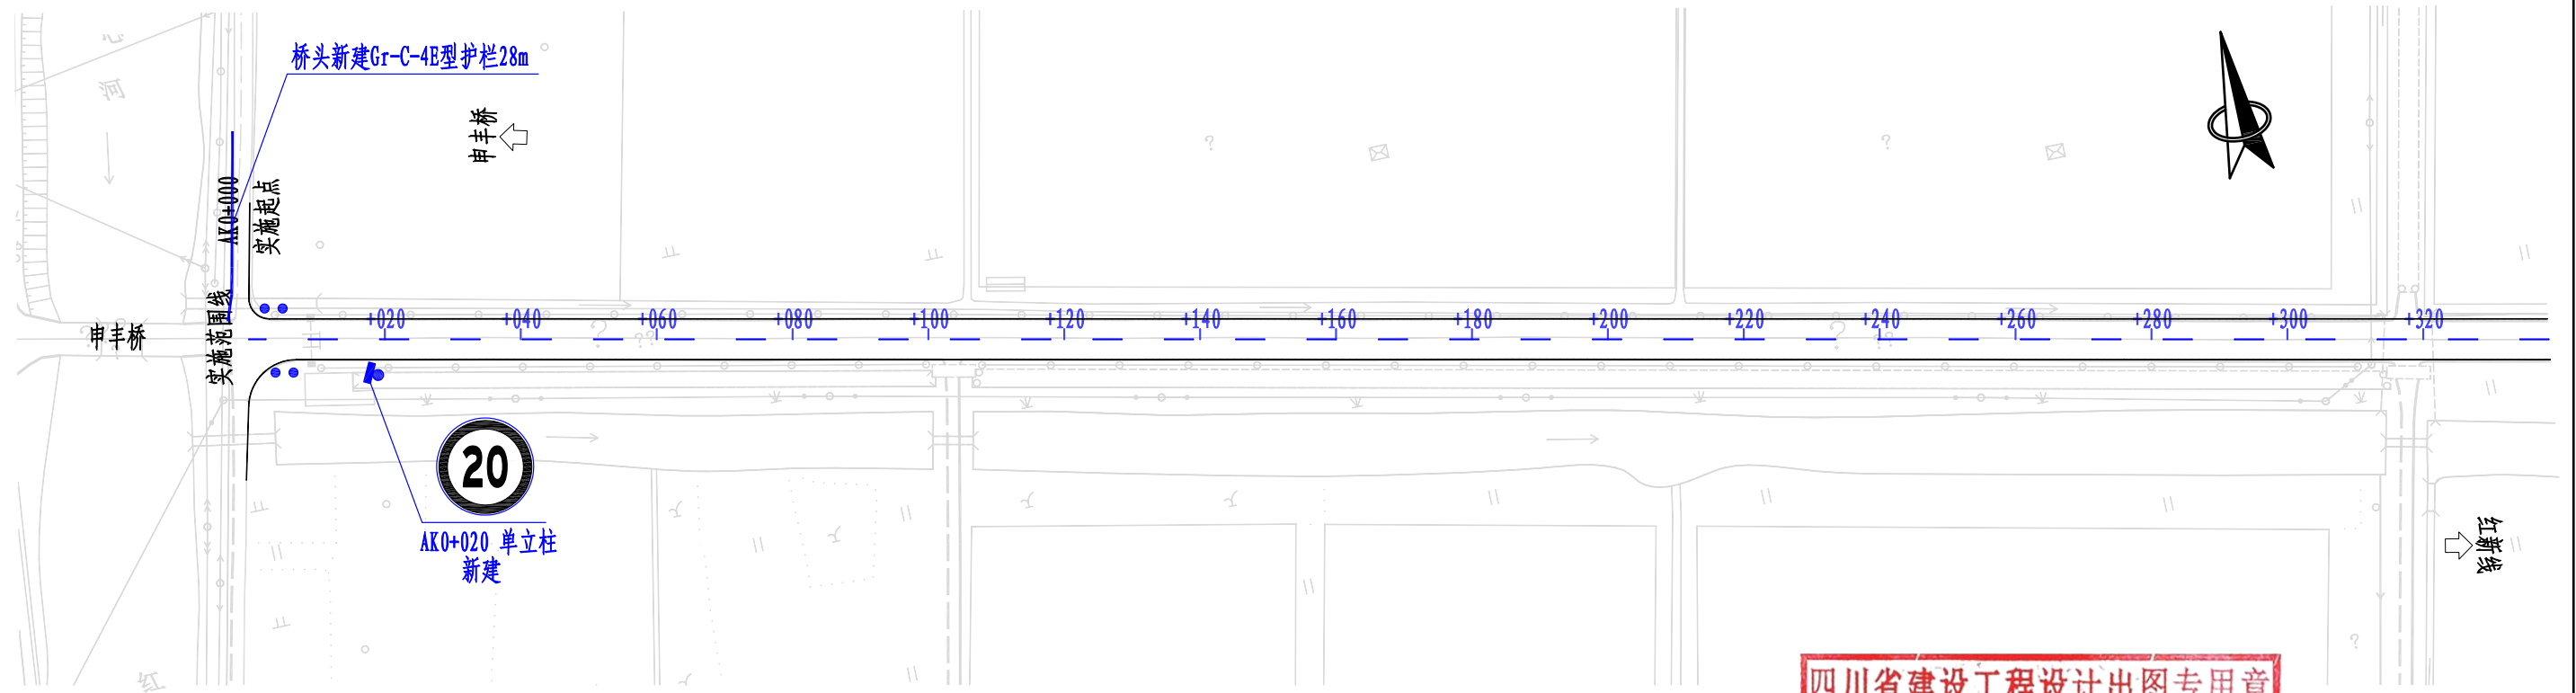 心
河
桥头新建Gr-C-4E型护栏28m
申丰桥
AK0+000
实施起点
实施范围线
申丰桥
+020 +040 +060 +080 +100 +120 +140 +160 +180 +200 +220 +240 +260 +280 +300 +320
20
AK0+020 单立柱
新建
红新线
红
四川省建设工程设计出图专用章